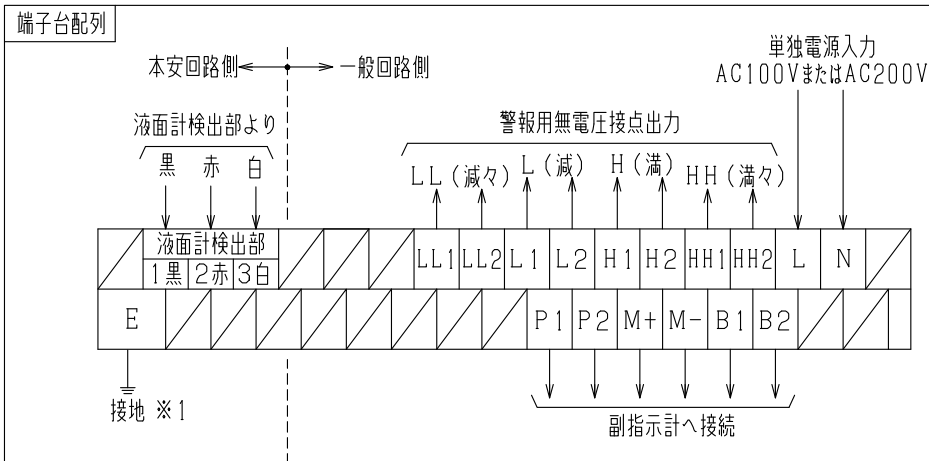 端子台配列
単独電源入力
AC100VまたはAC200V
本安回路側
一般回路側
液面計検出部より
警報用無電圧接点出力
黒 赤 白
LL(減々) L(減) H(満) HH(満々)
液面計検出部
1黒 2赤 3白
LL1 LL2 L1 L2 H1 H2 HH1 HH2 L N
E P1 P2 M+ M- B1 B2
接地 ※1
副指示計へ接続